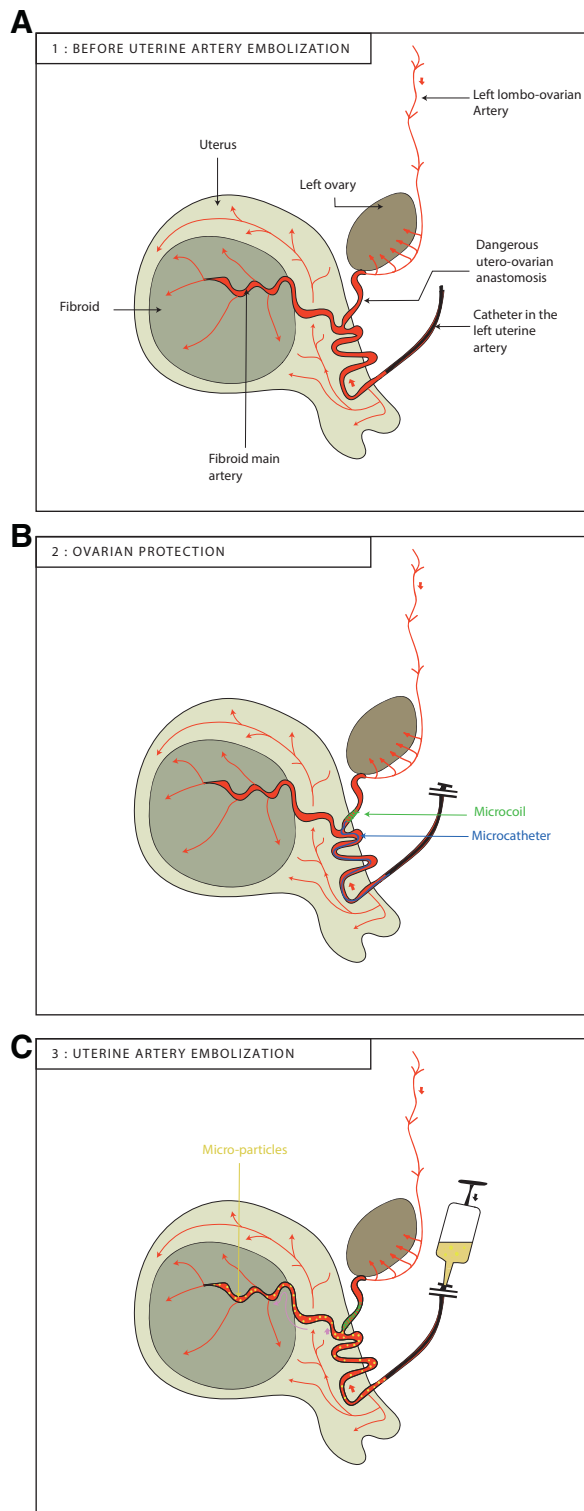 A
1 : BEFORE UTERINE ARTERY EMBOLIZATION
Left lombo-ovarian
Artery
Uterus
Left ovary
Dangerous
utero-ovarian
anastomosis
Fibroid
Catheter in the
left uterine
artery
Fibroid main
artery
B
2 : OVARIAN PROTECTION
Microcoil
Microcatheter
C
3 : UTERINE ARTERY EMBOLIZATION
Micro-particles